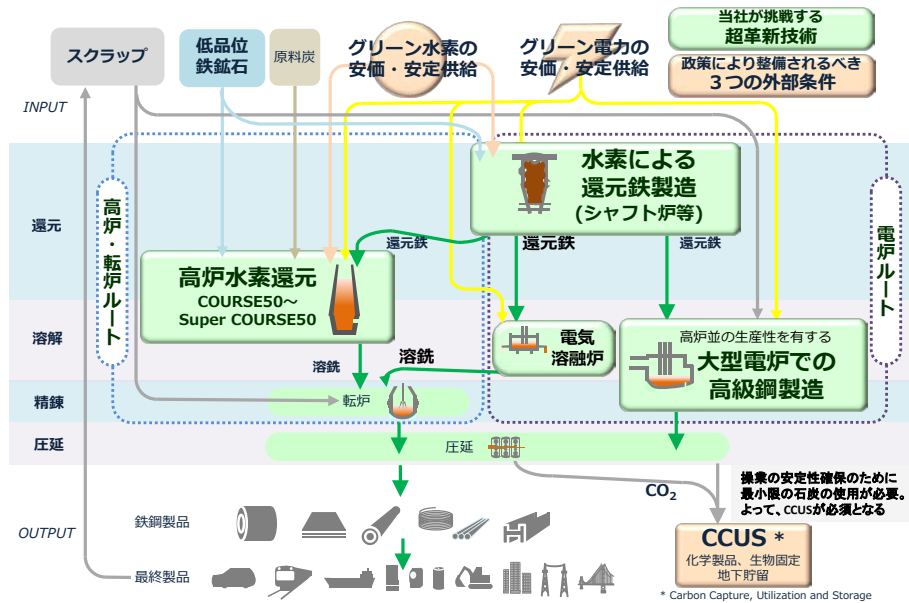 スクラップ
低品位
鉄鉱石
原料炭
グリーン水素の
安価・安定供給
グリーン電力の
安価・安定供給
当社が挑戦する
超革新技術
政策により整備されるべき
３つの外部条件
INPUT
還元
高炉・転炉ルート
水素による
還元鉄製造
(シャフト炉等)
電炉ルート
還元鉄
還元鉄
還元鉄
高炉水素還元
COURSE50～
Super COURSE50
溶解
電気
溶融炉
高炉並の生産性を有する
大型電炉での
高級鋼製造
溶銑
溶銑
精錬
転炉
圧延
圧延
CO2
操業の安定性確保のために
最小限の石炭の使用が必要。
よって、CCUSが必須となる
OUTPUT
鉄鋼製品
CCUS *
化学製品、生物固定
地下貯留
最終製品
* Carbon Capture, Utilization and Storage